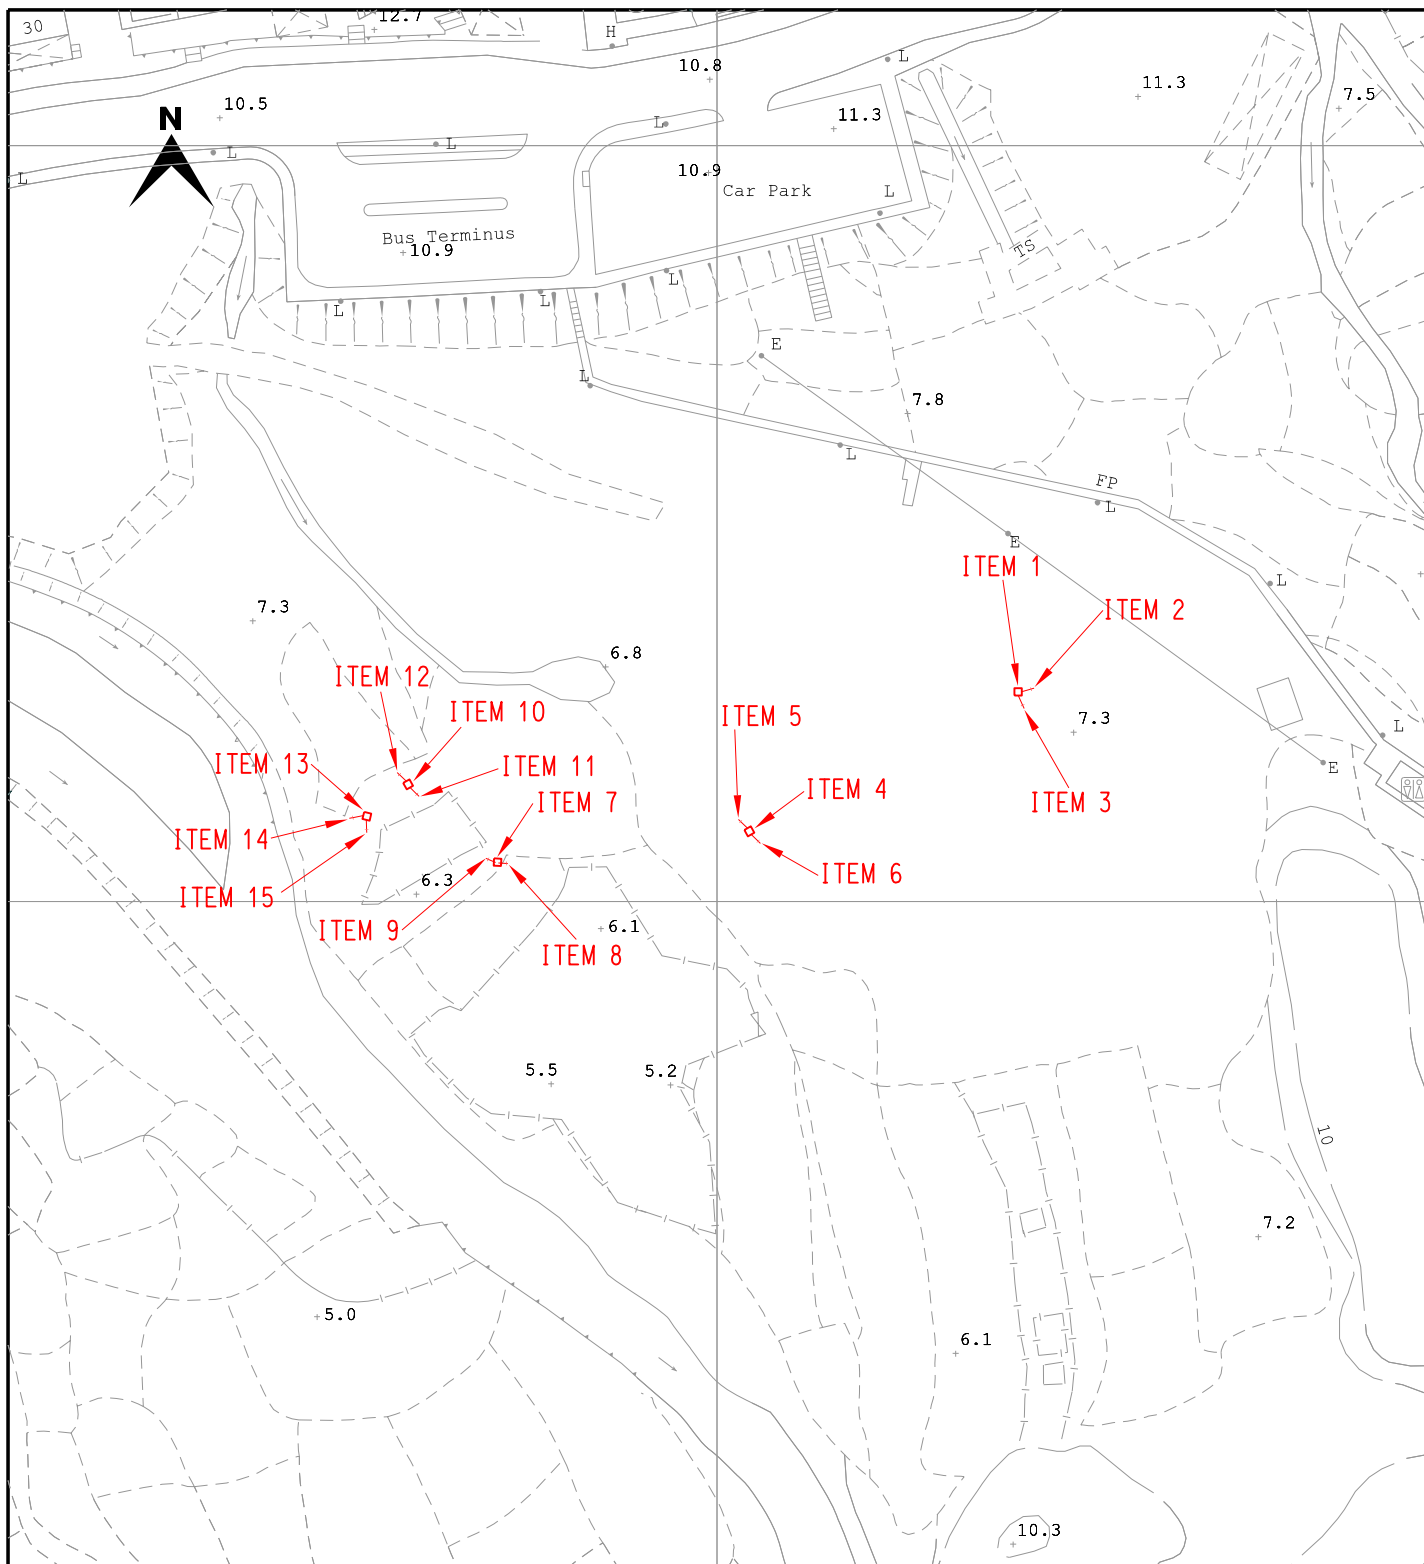 30
12.7
H
L
10.8
11.3
7.5
10.5
11.3
L
L
L
L
10.9
Car Park
L
Bus Terminus
10.9
TS
L
L
L
E
L
7.8
L
FP
L
E
ITEM 1
L
7.3
ITEM 2
6.8
ITEM 12
ITEM 10
ITEM 5
7.3
L
ITEM 13
ITEM 11
E
ITEM 7
ITEM 4
ITEM 3
ITEM 14
ITEM 6
6.3
ITEM 15
ITEM 9
6.1
ITEM 8
5.5
5.2
10
7.2
5.0
6.1
10.3
N